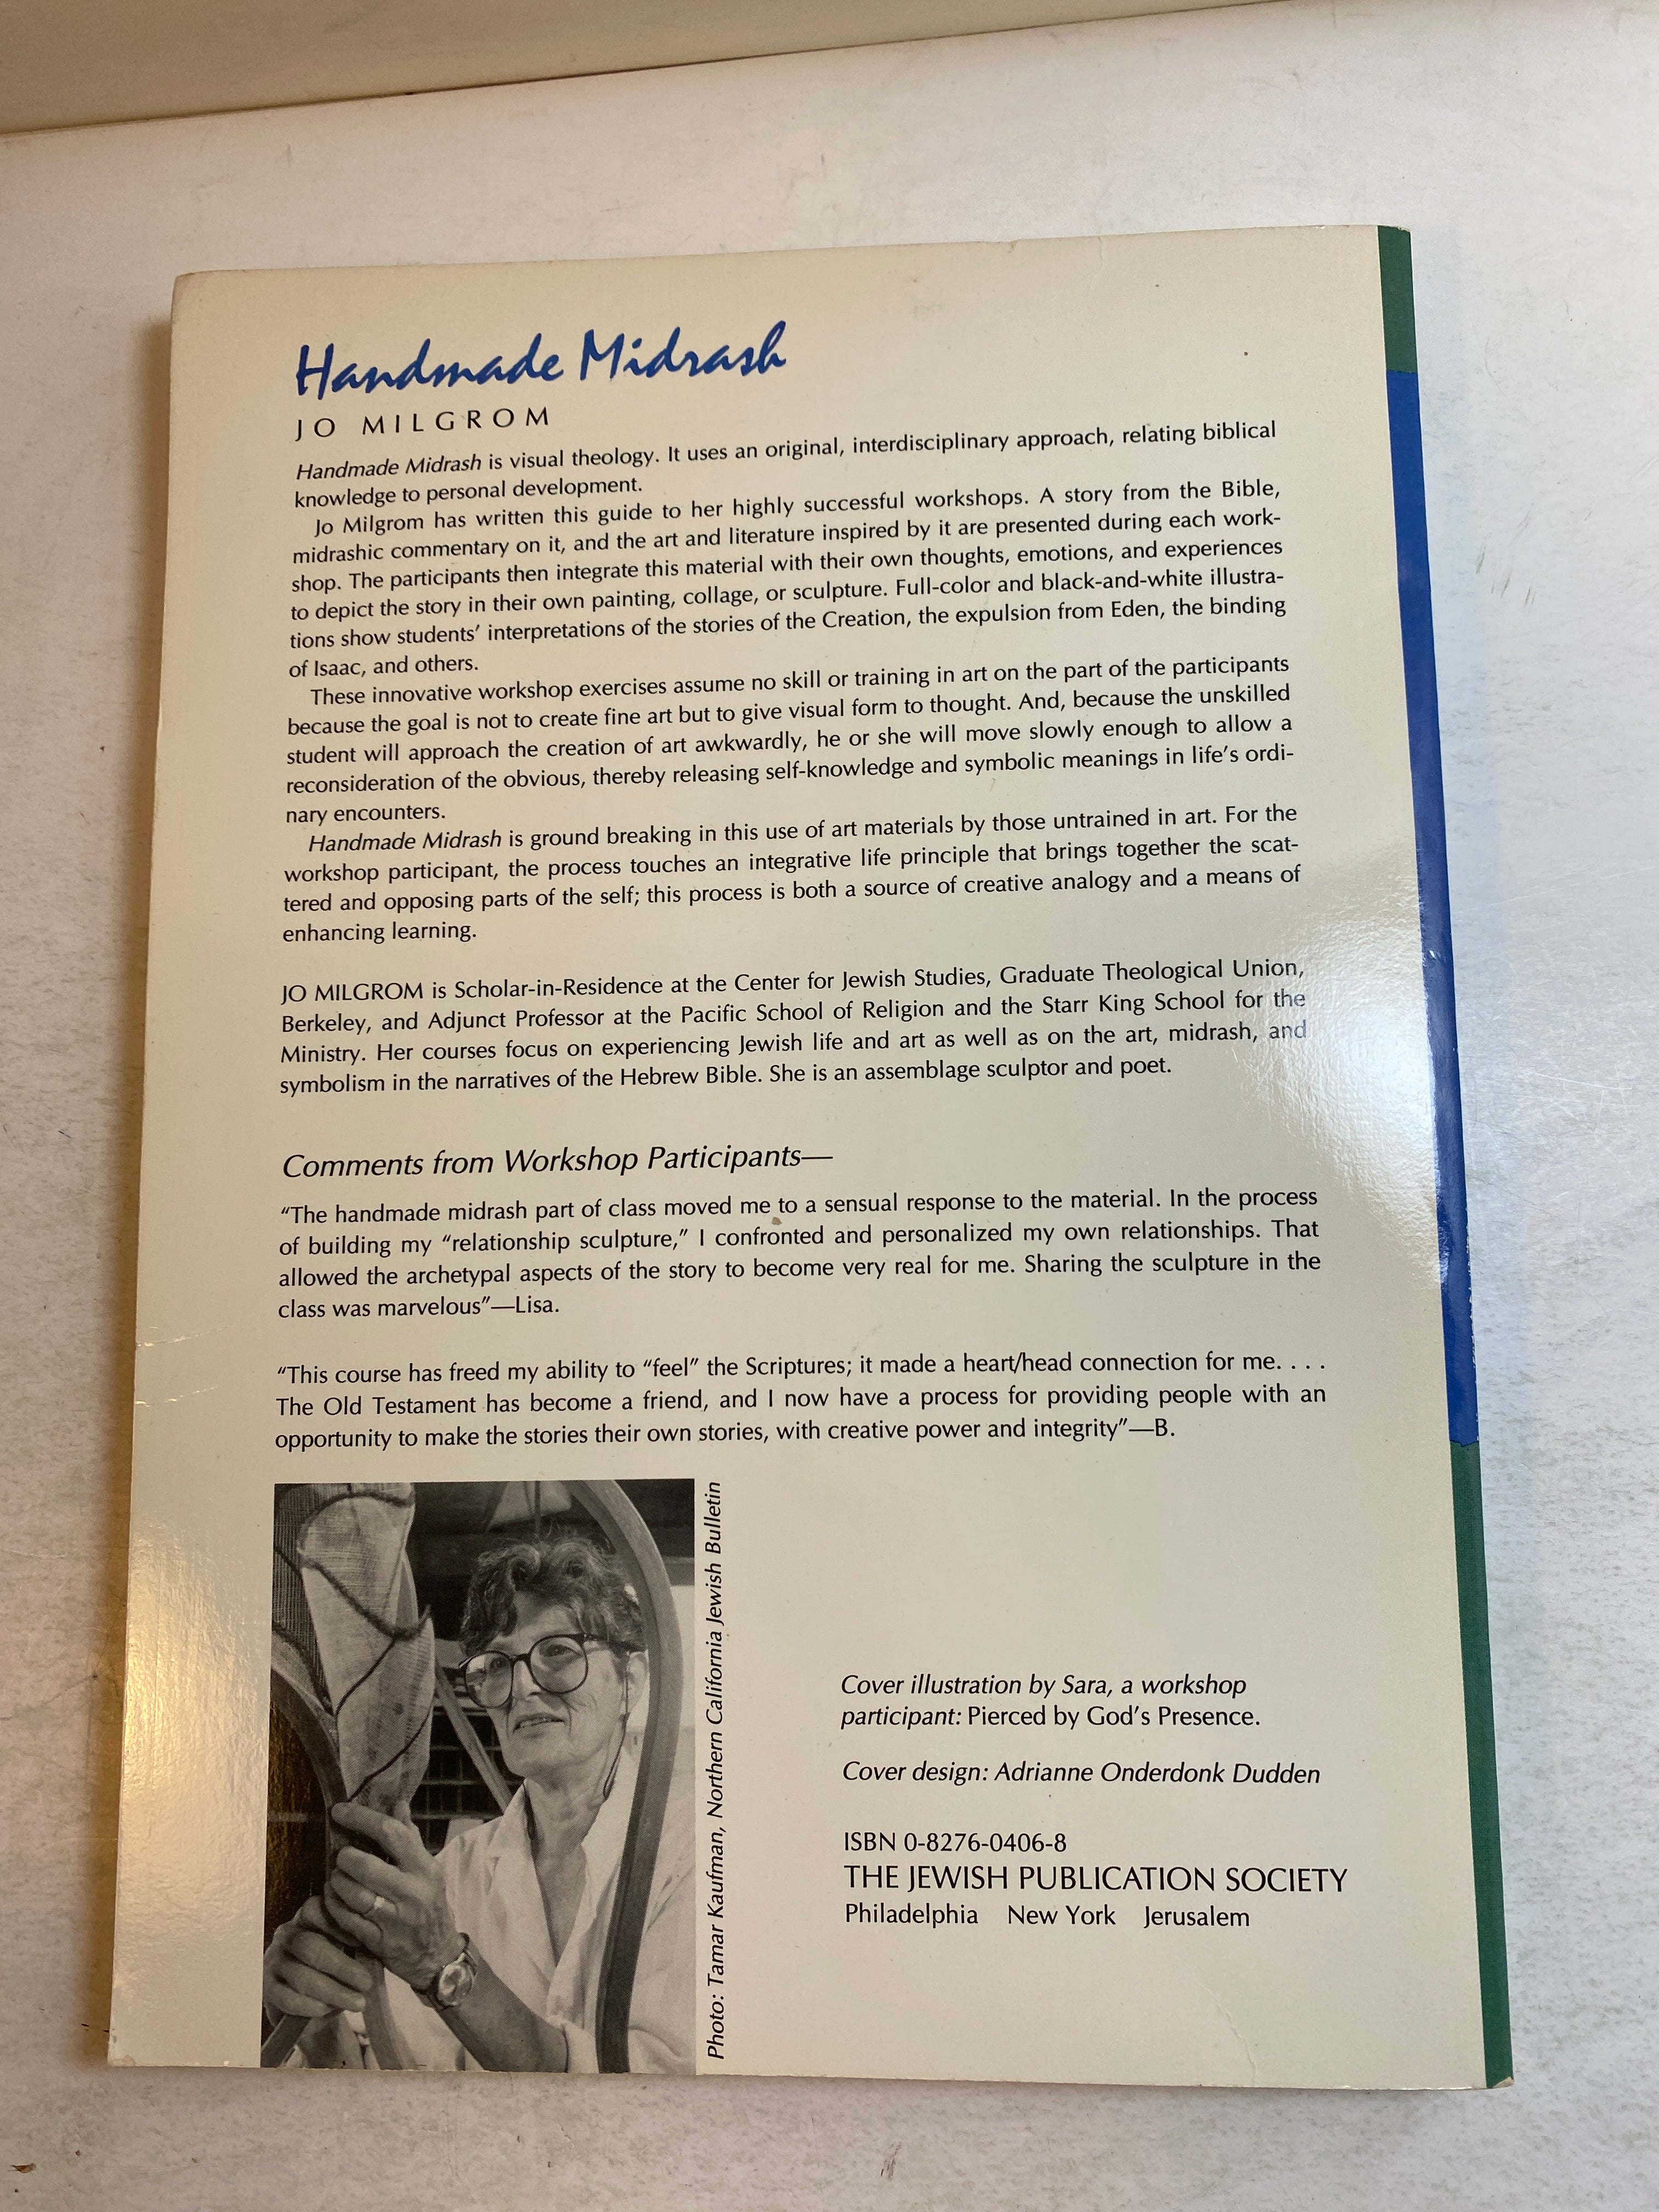 Handmade Midrash
JO MILGROM
Handmade Midrash is visual theology. It uses an original, interdisciplinary approach, relating biblical
knowledge to personal development.
Jo Milgrom has written this guide to her highly successful workshops. A story from the Bible,
midrashic commentary on it, and the art and literature inspired by it are presented during each work-
shop. The participants then integrate this material with their own thoughts, emotions, and experiences
to depict the story in their own painting, collage, or sculpture. Full-color and black-and-white illustra-
tions show students' interpretations of the stories of the Creation, the expulsion from Eden, the binding
of Isaac, and others.
These innovative workshop exercises assume no skill or training in art on the part of the participants
because the goal is not to create fine art but to give visual form to thought. And, because the unskilled
student will approach the creation of art awkwardly, he or she will move slowly enough to allow a
reconsideration of the obvious, thereby releasing self-knowledge and symbolic meanings in life's ordi-
nary encounters.
Handmade Midrash is ground breaking in this use of art materials by those untrained in art. For the
workshop participant, the process touches an integrative life principle that brings together the scat-
tered and opposing parts of the self; this process is both a source of creative analogy and a means of
enhancing learning.
JO MILGROM is Scholar-in-Residence at the Center for Jewish Studies, Graduate Theological Union,
Berkeley, and Adjunct Professor at the Pacific School of Religion and the Starr King School for the
Ministry. Her courses focus on experiencing Jewish life and art as well as on the art, midrash, and
symbolism in the narratives of the Hebrew Bible. She is an assemblage sculptor and poet.
Comments from Workshop Participants—
"The handmade midrash part of class moved me to a sensual response to the material. In the process
of building my "relationship sculpture," I confronted and personalized my own relationships. That
allowed the archetypal aspects of the story to become very real for me. Sharing the sculpture in the
class was marvelous"—Lisa.
"This course has freed my ability to "feel" the Scriptures; it made a heart/head connection for me. . . .
The Old Testament has become a friend, and I now have a process for providing people with an
opportunity to make the stories their own stories, with creative power and integrity"—B.
Photo: Tamar Kaufman, Northern California Jewish Bulletin
Cover illustration by Sara, a workshop
participant: Pierced by God's Presence.
Cover design: Adrianne Onderdonk Dudden
ISBN 0-8276-0406-8
THE JEWISH PUBLICATION SOCIETY
Philadelphia New York Jerusalem